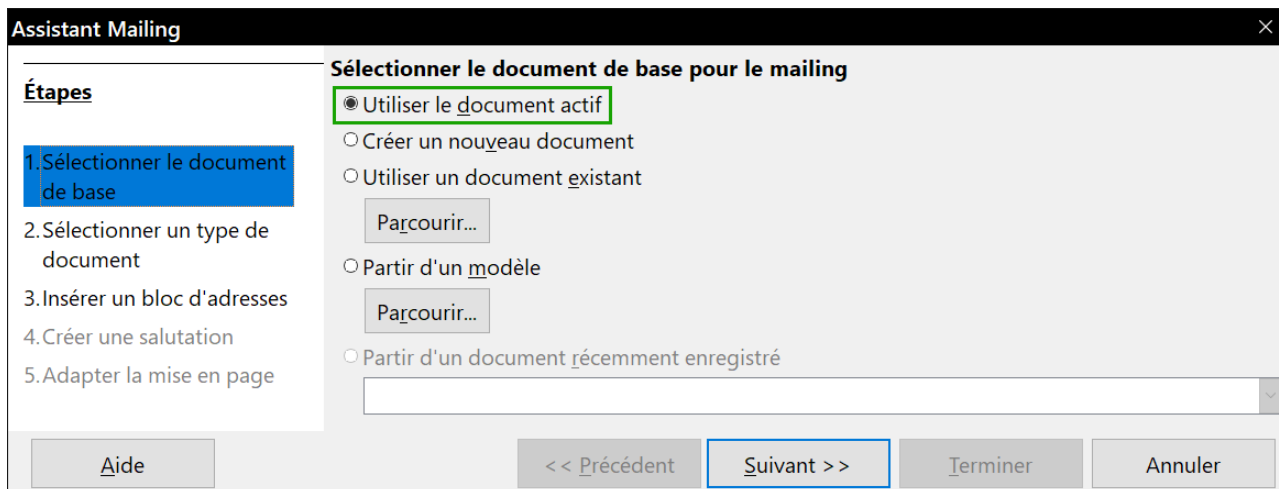 Assistant Mailing
Étapes
1.Sélectionner le document
de base
2.Sélectionner un type de
document
3.Insérer un bloc d'adresses
4.Créer une salutation
5.Adapter la mise en page
Sélectionner le document de base pour le mailing
Utiliser le document actif
Créer un nouveau document
Utiliser un document existant
Parcourir...
Partir d'un modèle
Parcourir...
Partir d'un document récemment enregistré
Aide
<< Précédent
Suivant >>
Terminer
Annuler